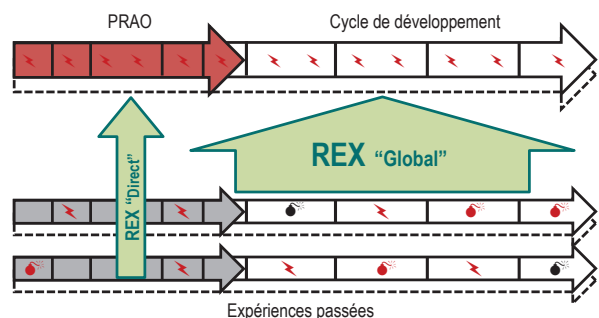 PRAO
Cycle de développement
REX "Direct"
REX "Global"
Expériences passées